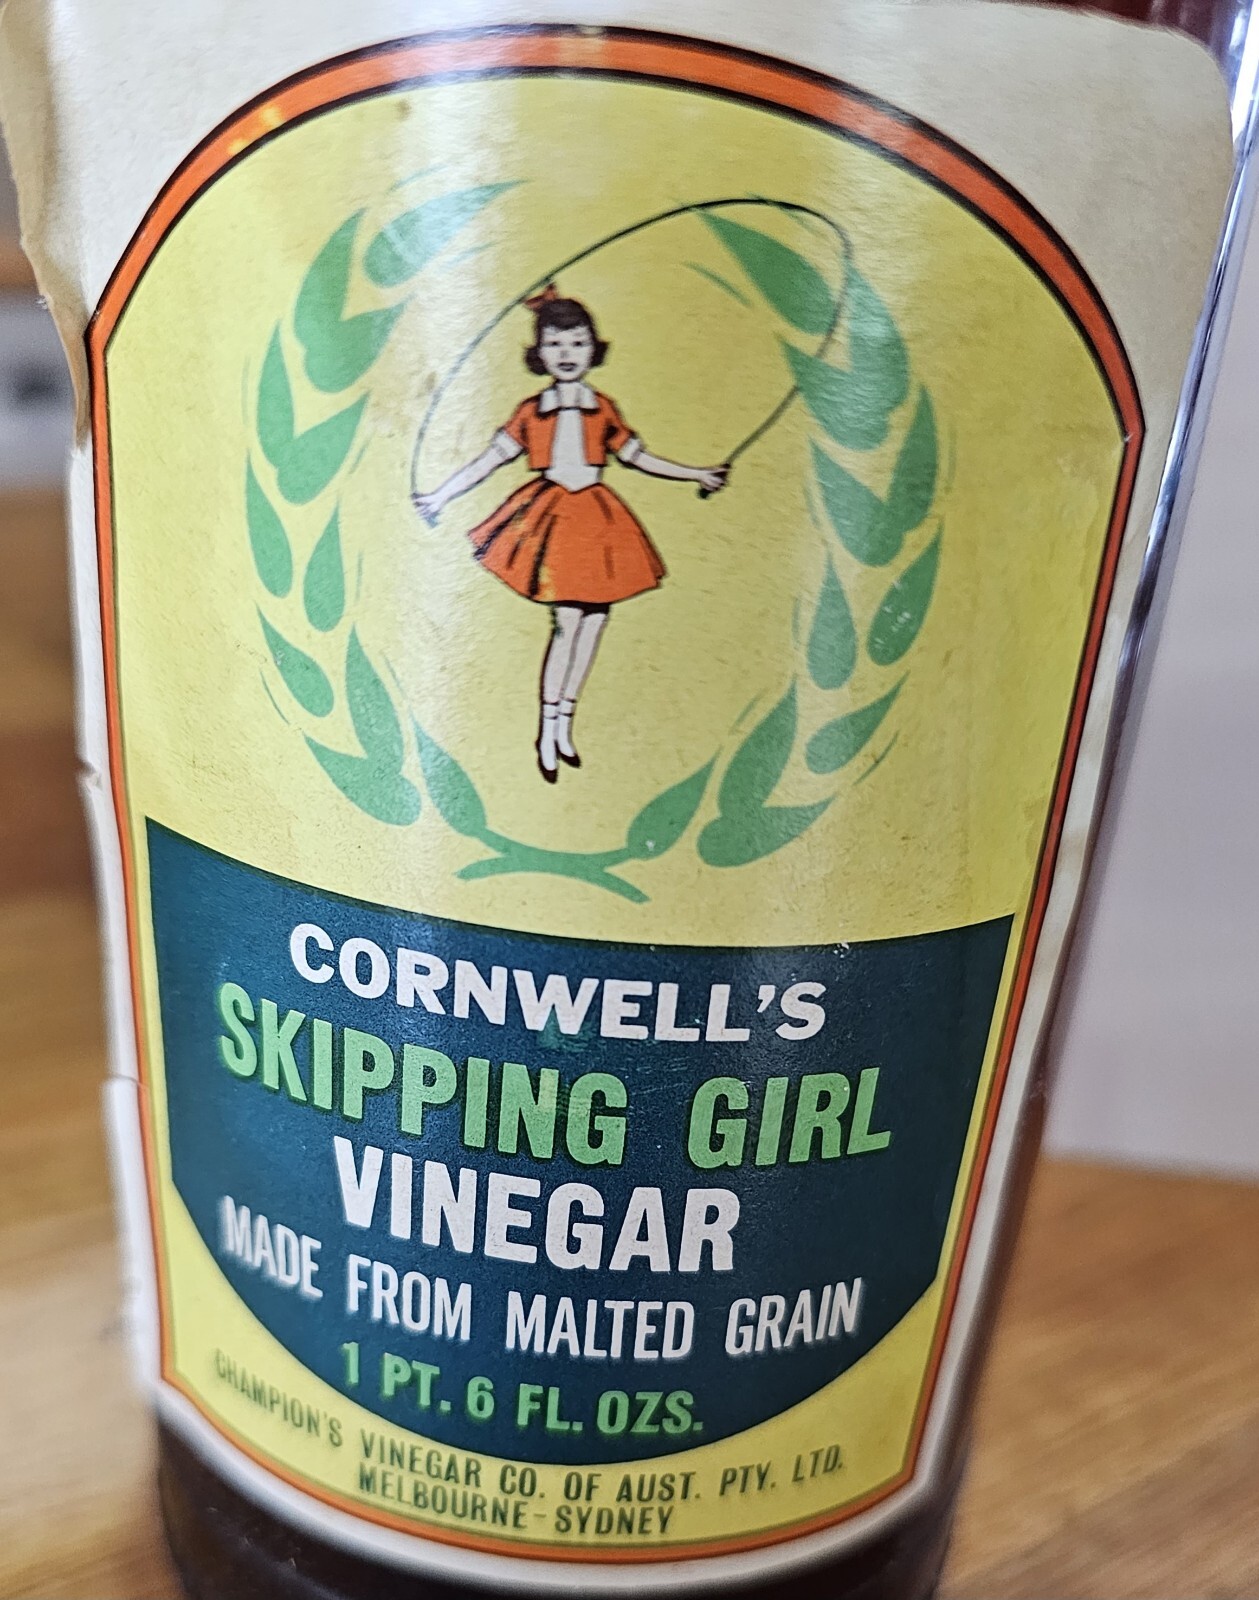 CORNWELL'S
SKIPPING GIRL
VINEGAR
MADE FROM MALTED GRAIN
1 PT. 6 FL. OZS.
CHAMPION'S VINEGAR CO. OF AUST. PTY. LTD.
MELBOURNE - SYDNEY